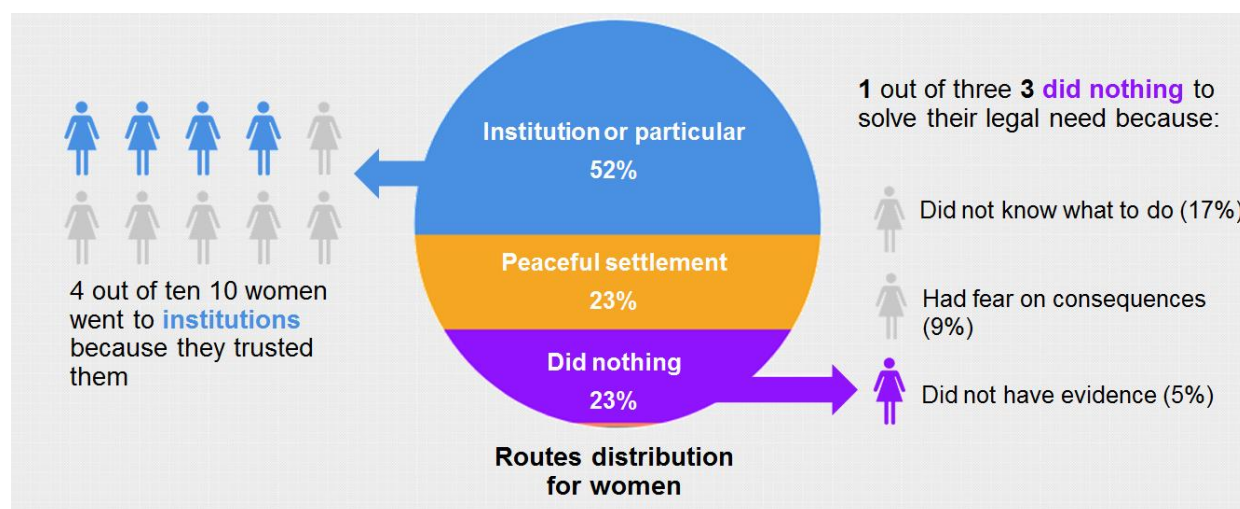 4 out of ten 10 women
went to institutions
because they trusted
them
Institution or particular
52%
Peaceful settlement
23%
Did nothing
23%
Routes distribution
for women
1 out of three 3 did nothing to
solve their legal need because:
Did not know what to do (17%)
Had fear on consequences
(9%)
Did not have evidence (5%)